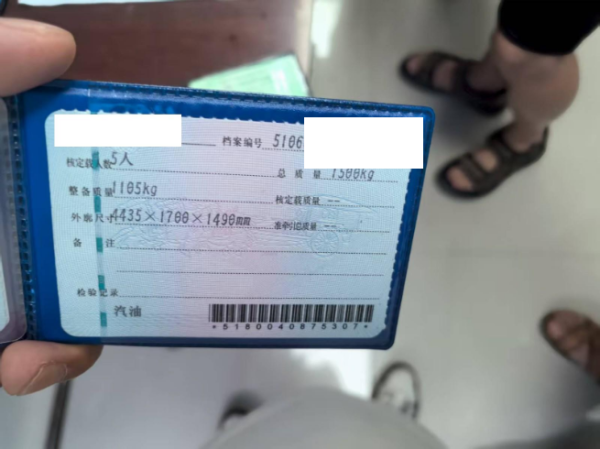 档案编号 5106
核定载人数 5人 总质量 1500kg
整备质量 1105kg 核定载质量 --
外廓尺寸 4435×1700×1490mm 准牵引总质量 --
备注
检验记录
汽油
*5160040875307*